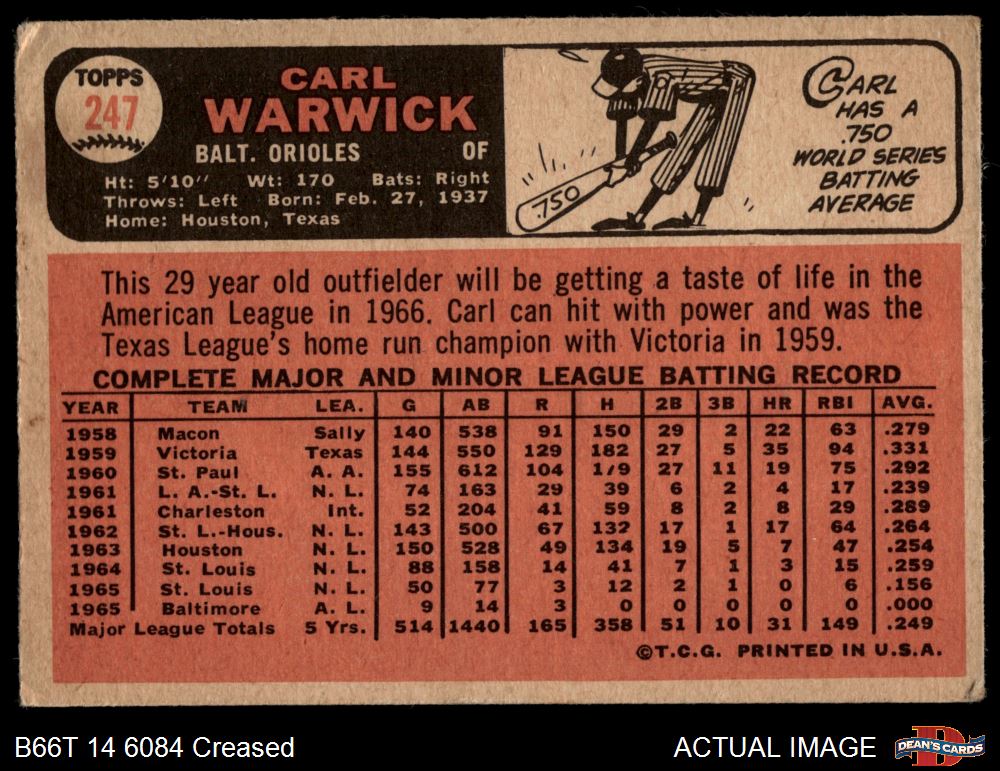 TOPPS
247
CARL
WARWICK
BALT. ORIOLES OF
Ht: 5'10" Wt: 170 Bats: Right
Throws: Left Born: Feb. 27, 1937
Home: Houston, Texas
.750
CARL
HAS A
.750
WORLD SERIES
BATTING
AVERAGE
This 29 year old outfielder will be getting a taste of life in the
American League in 1966. Carl can hit with power and was the
Texas League's home run champion with Victoria in 1959.
COMPLETE MAJOR AND MINOR LEAGUE BATTING RECORD
YEAR TEAM LEA. G AB R H 2B 3B HR RBI AVG.
1958 Macon Sally 140 538 91 150 29 2 22 63 .279
1959 Victoria Texas 144 550 129 182 27 5 35 94 .331
1960 St. Paul A. A. 155 612 104 1/9 27 11 19 75 .292
1961 L. A.-St. L. N. L. 74 163 29 39 6 2 4 17 .239
1961 Charleston Int. 52 204 41 59 8 2 8 29 .289
1962 St. L.-Hous. N. L. 143 500 67 132 17 1 17 64 .264
1963 Houston N. L. 150 528 49 134 19 5 7 47 .254
1964 St. Louis N. L. 88 158 14 41 7 1 3 15 .259
1965 St. Louis N. L. 50 77 3 12 2 1 0 6 .156
1965 Baltimore A. L. 9 14 3 0 0 0 0 0 .000
Major League Totals 5 Yrs. 514 1440 165 358 51 10 31 149 .249
©T.C.G. PRINTED IN U.S.A.
B66T 14 6084 Creased
ACTUAL IMAGE
D
DEAN'S CARDS